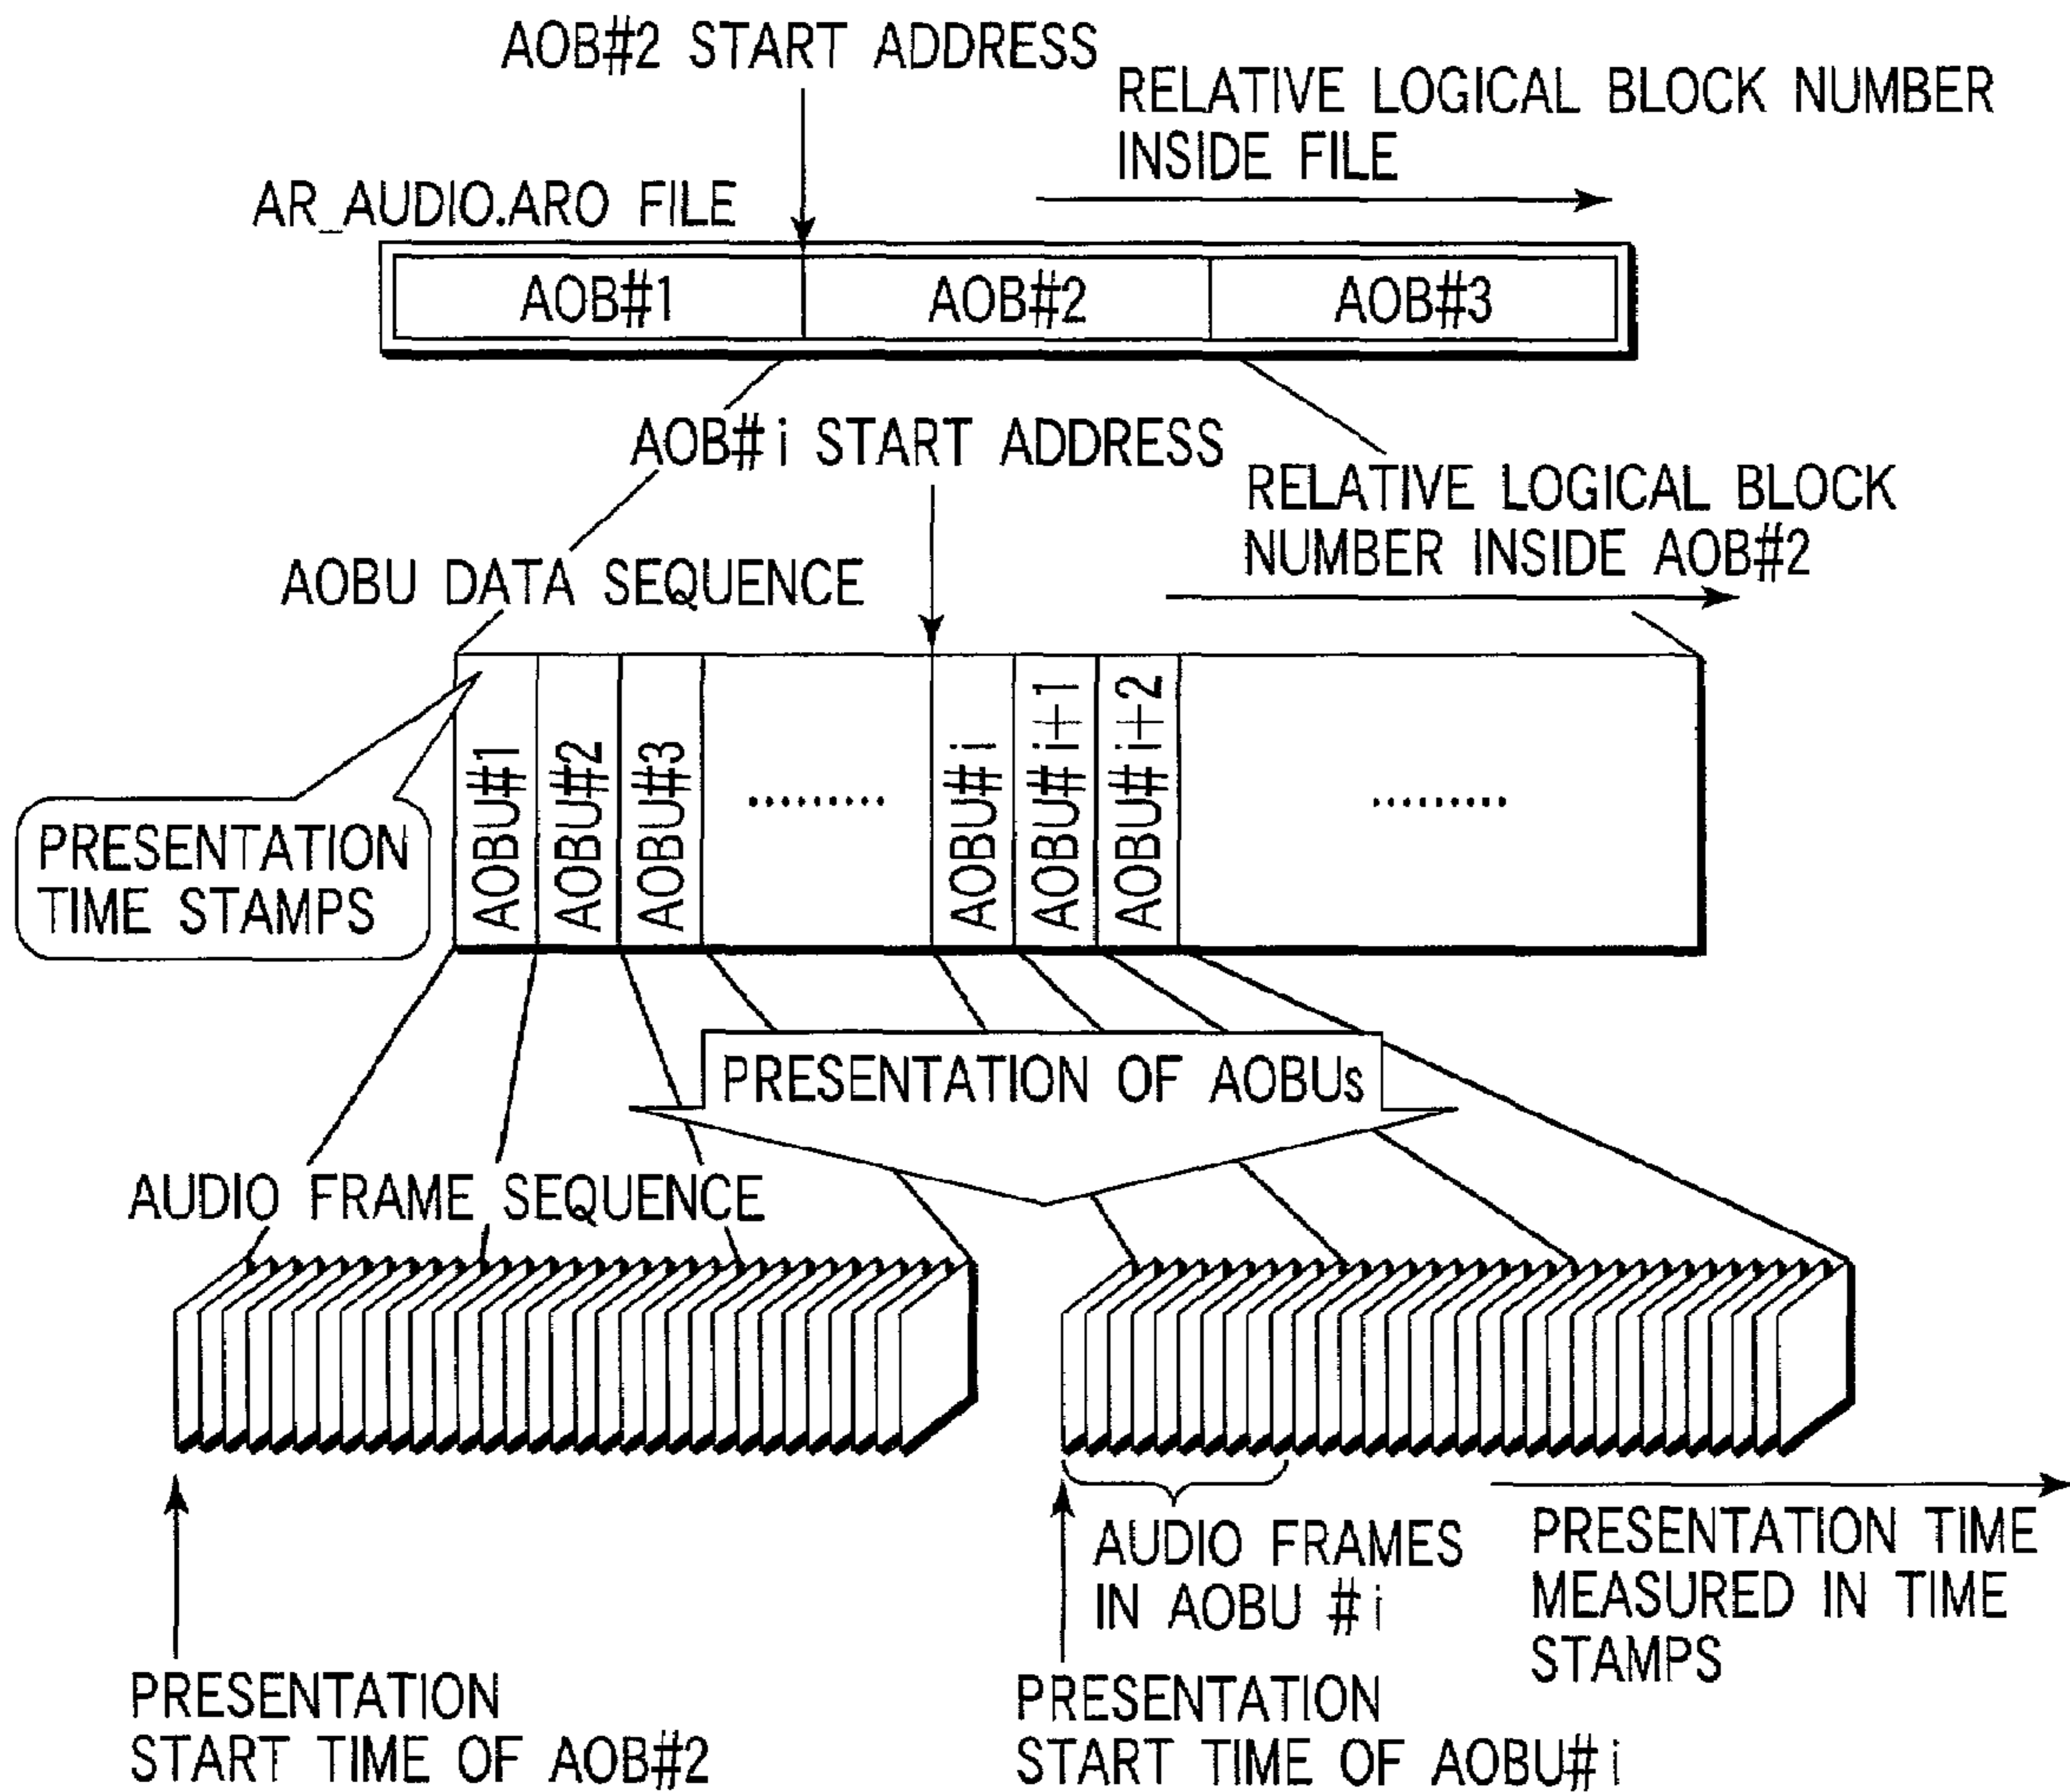 AOB#2 START ADDRESS
RELATIVE LOGICAL BLOCK NUMBER
INSIDE FILE
AR_AUDIO.ARO FILE
AOB#1
AOB#2
AOB#3
AOB#i START ADDRESS
RELATIVE LOGICAL BLOCK
NUMBER INSIDE AOB#2
AOBU DATA SEQUENCE
AOBU#1
AOBU#2
AOBU#3
.........
AOBU#i
AOBU#i+1
AOBU#i+2
.........
PRESENTATION
TIME STAMPS
PRESENTATION OF AOBUs
AUDIO FRAME SEQUENCE
AUDIO FRAMES
IN AOBU #i
PRESENTATION TIME
MEASURED IN TIME
STAMPS
PRESENTATION
START TIME OF AOB#2
PRESENTATION
START TIME OF AOBU#i